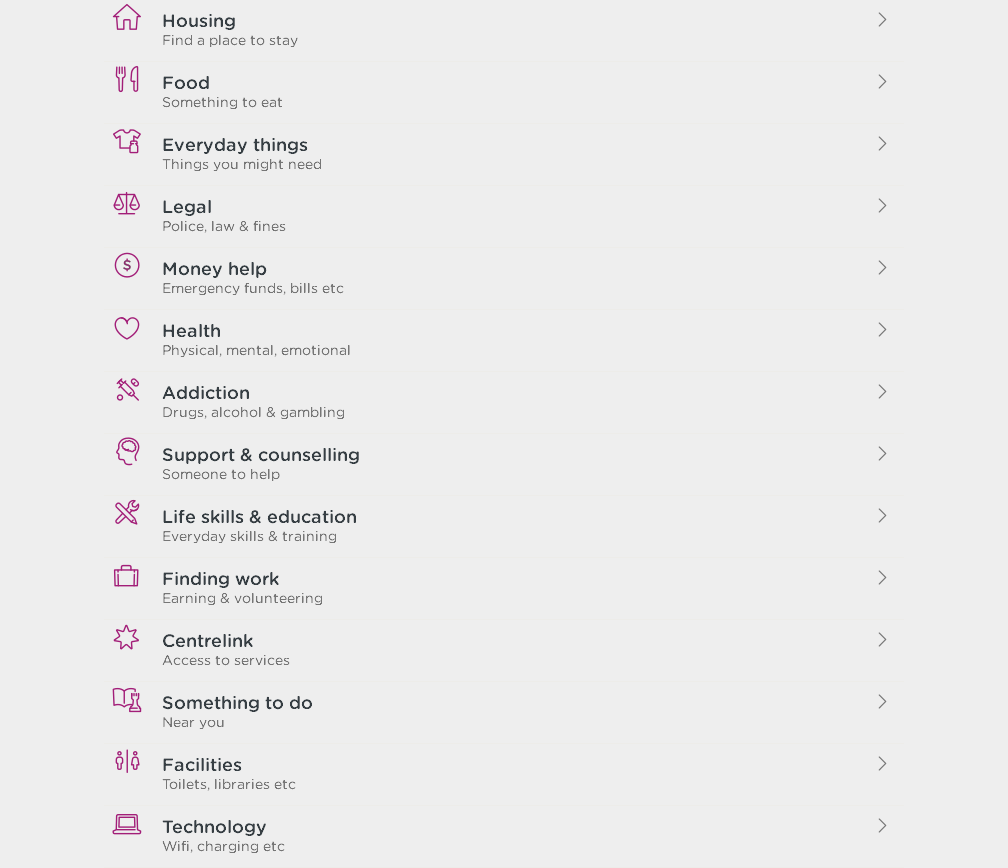 Housing
Find a place to stay
Food
Something to eat
Everyday things
Things you might need
Legal
Police, law & fines
Money help
Emergency funds, bills etc
Health
Physical, mental, emotional
Addiction
Drugs, alcohol & gambling
Support & counselling
Someone to help
Life skills & education
Everyday skills & training
Finding work
Earning & volunteering
Centrelink
Access to services
Something to do
Near you
Facilities
Toilets, libraries etc
Technology
Wifi, charging etc